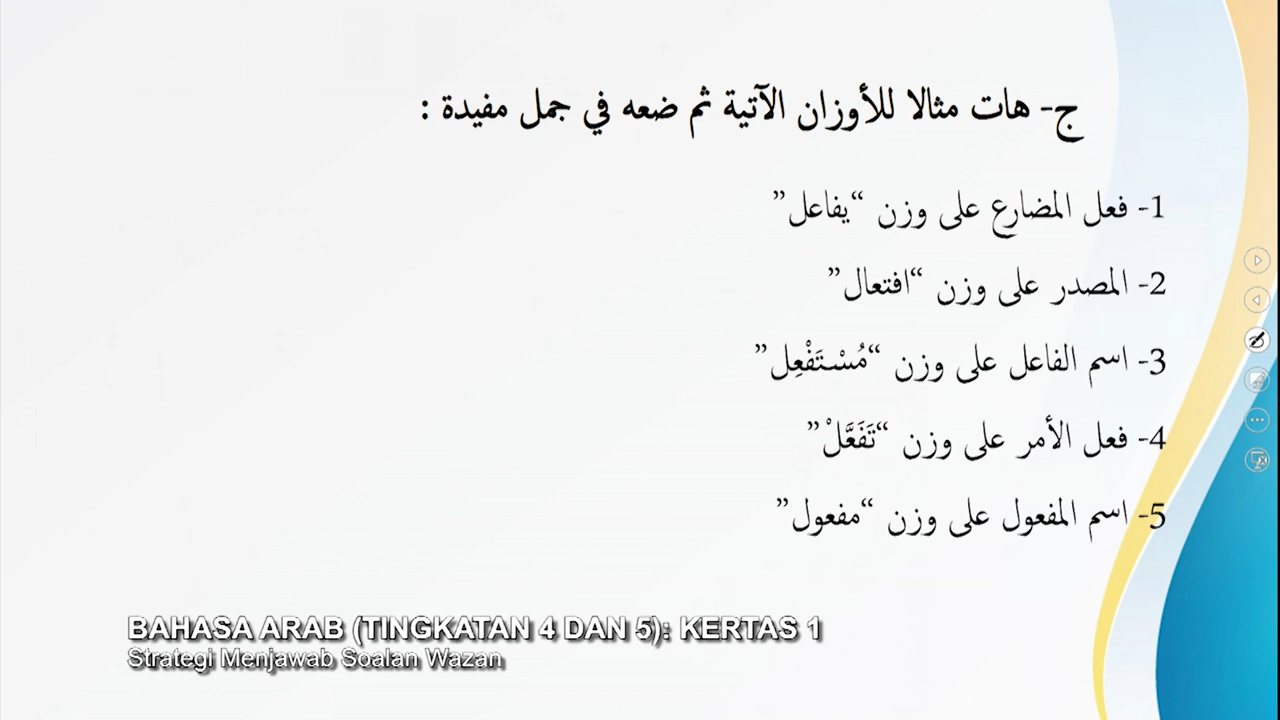 ج- هات مثالا للأوزان الآتية ثم ضعه في جمل مفيدة :
1- فعل المضارع على وزن “يفاعل”
2- المصدر على وزن “افتعال”
3- اسم الفاعل على وزن “مُسْتَفْعِل”
4- فعل الأمر على وزن “تَفَعَّلْ”
5- اسم المفعول على وزن “مفعول”
BAHASA ARAB (TINGKATAN 4 DAN 5): KERTAS 1
Strategi Menjawab Soalan Wazan